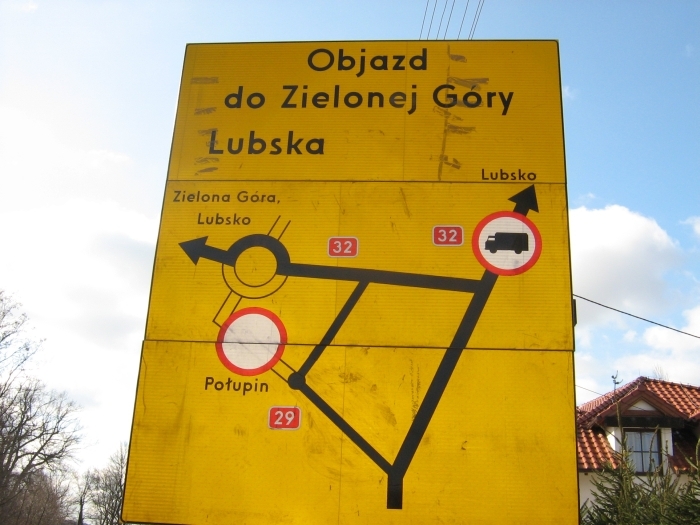 Objazd
do Zielonej Góry
Lubska
Lubsko
Zielona Góra,
Lubsko
32
32
Połupin
29